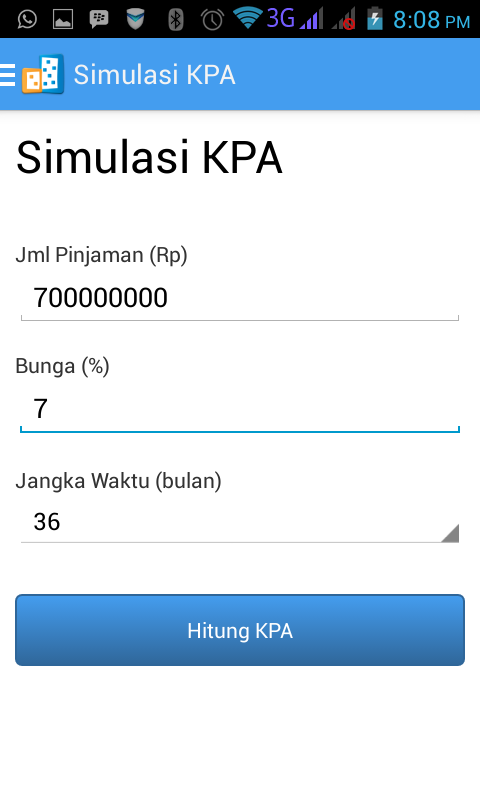 3G 8:08 PM
Simulasi KPA
Simulasi KPA
Jml Pinjaman (Rp)
700000000
Bunga (%)
7
Jangka Waktu (bulan)
36
Hitung KPA